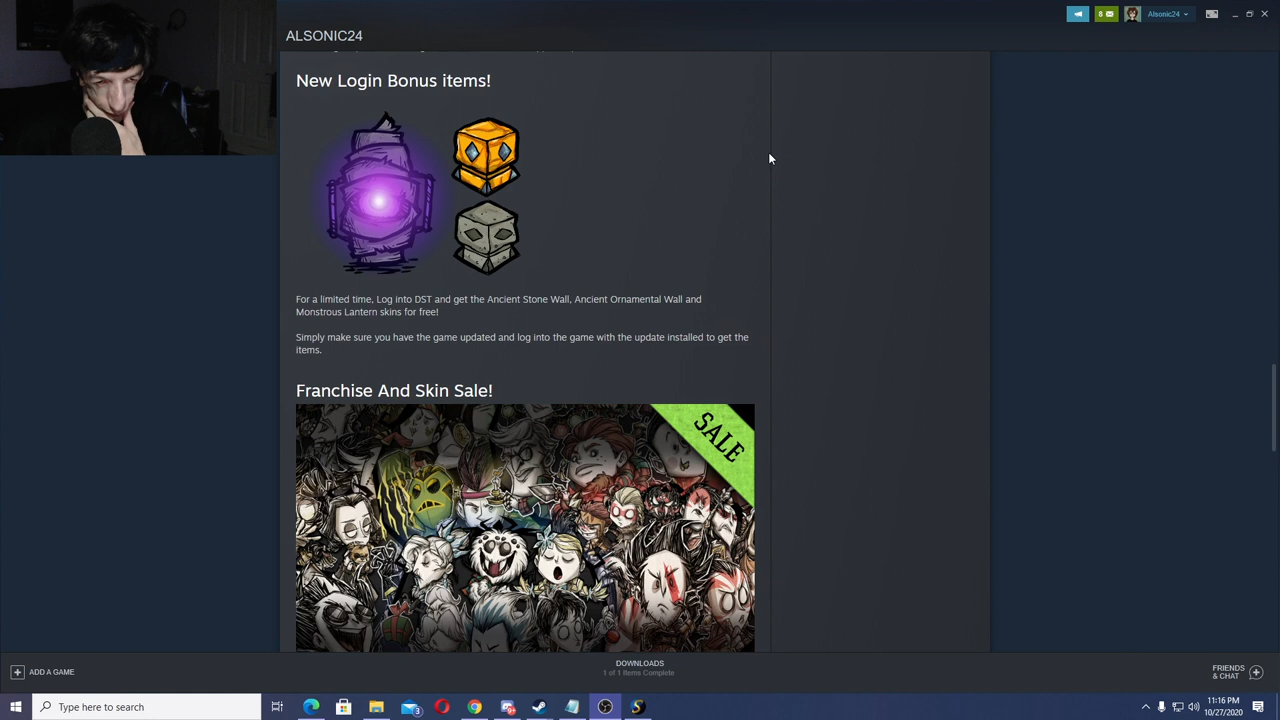 8
Alsonic24
ALSONIC24
New Login Bonus items!
For a limited time, Log into DST and get the Ancient Stone Wall, Ancient Ornamental Wall and
Monstrous Lantern skins for free!
Simply make sure you have the game updated and log into the game with the update installed to get the
items.
Franchise And Skin Sale!
SALE
ADD A GAME
DOWNLOADS
1 of 1 Items Complete
FRIENDS
& CHAT
Type here to search
3
11:16 PM
10/27/2020